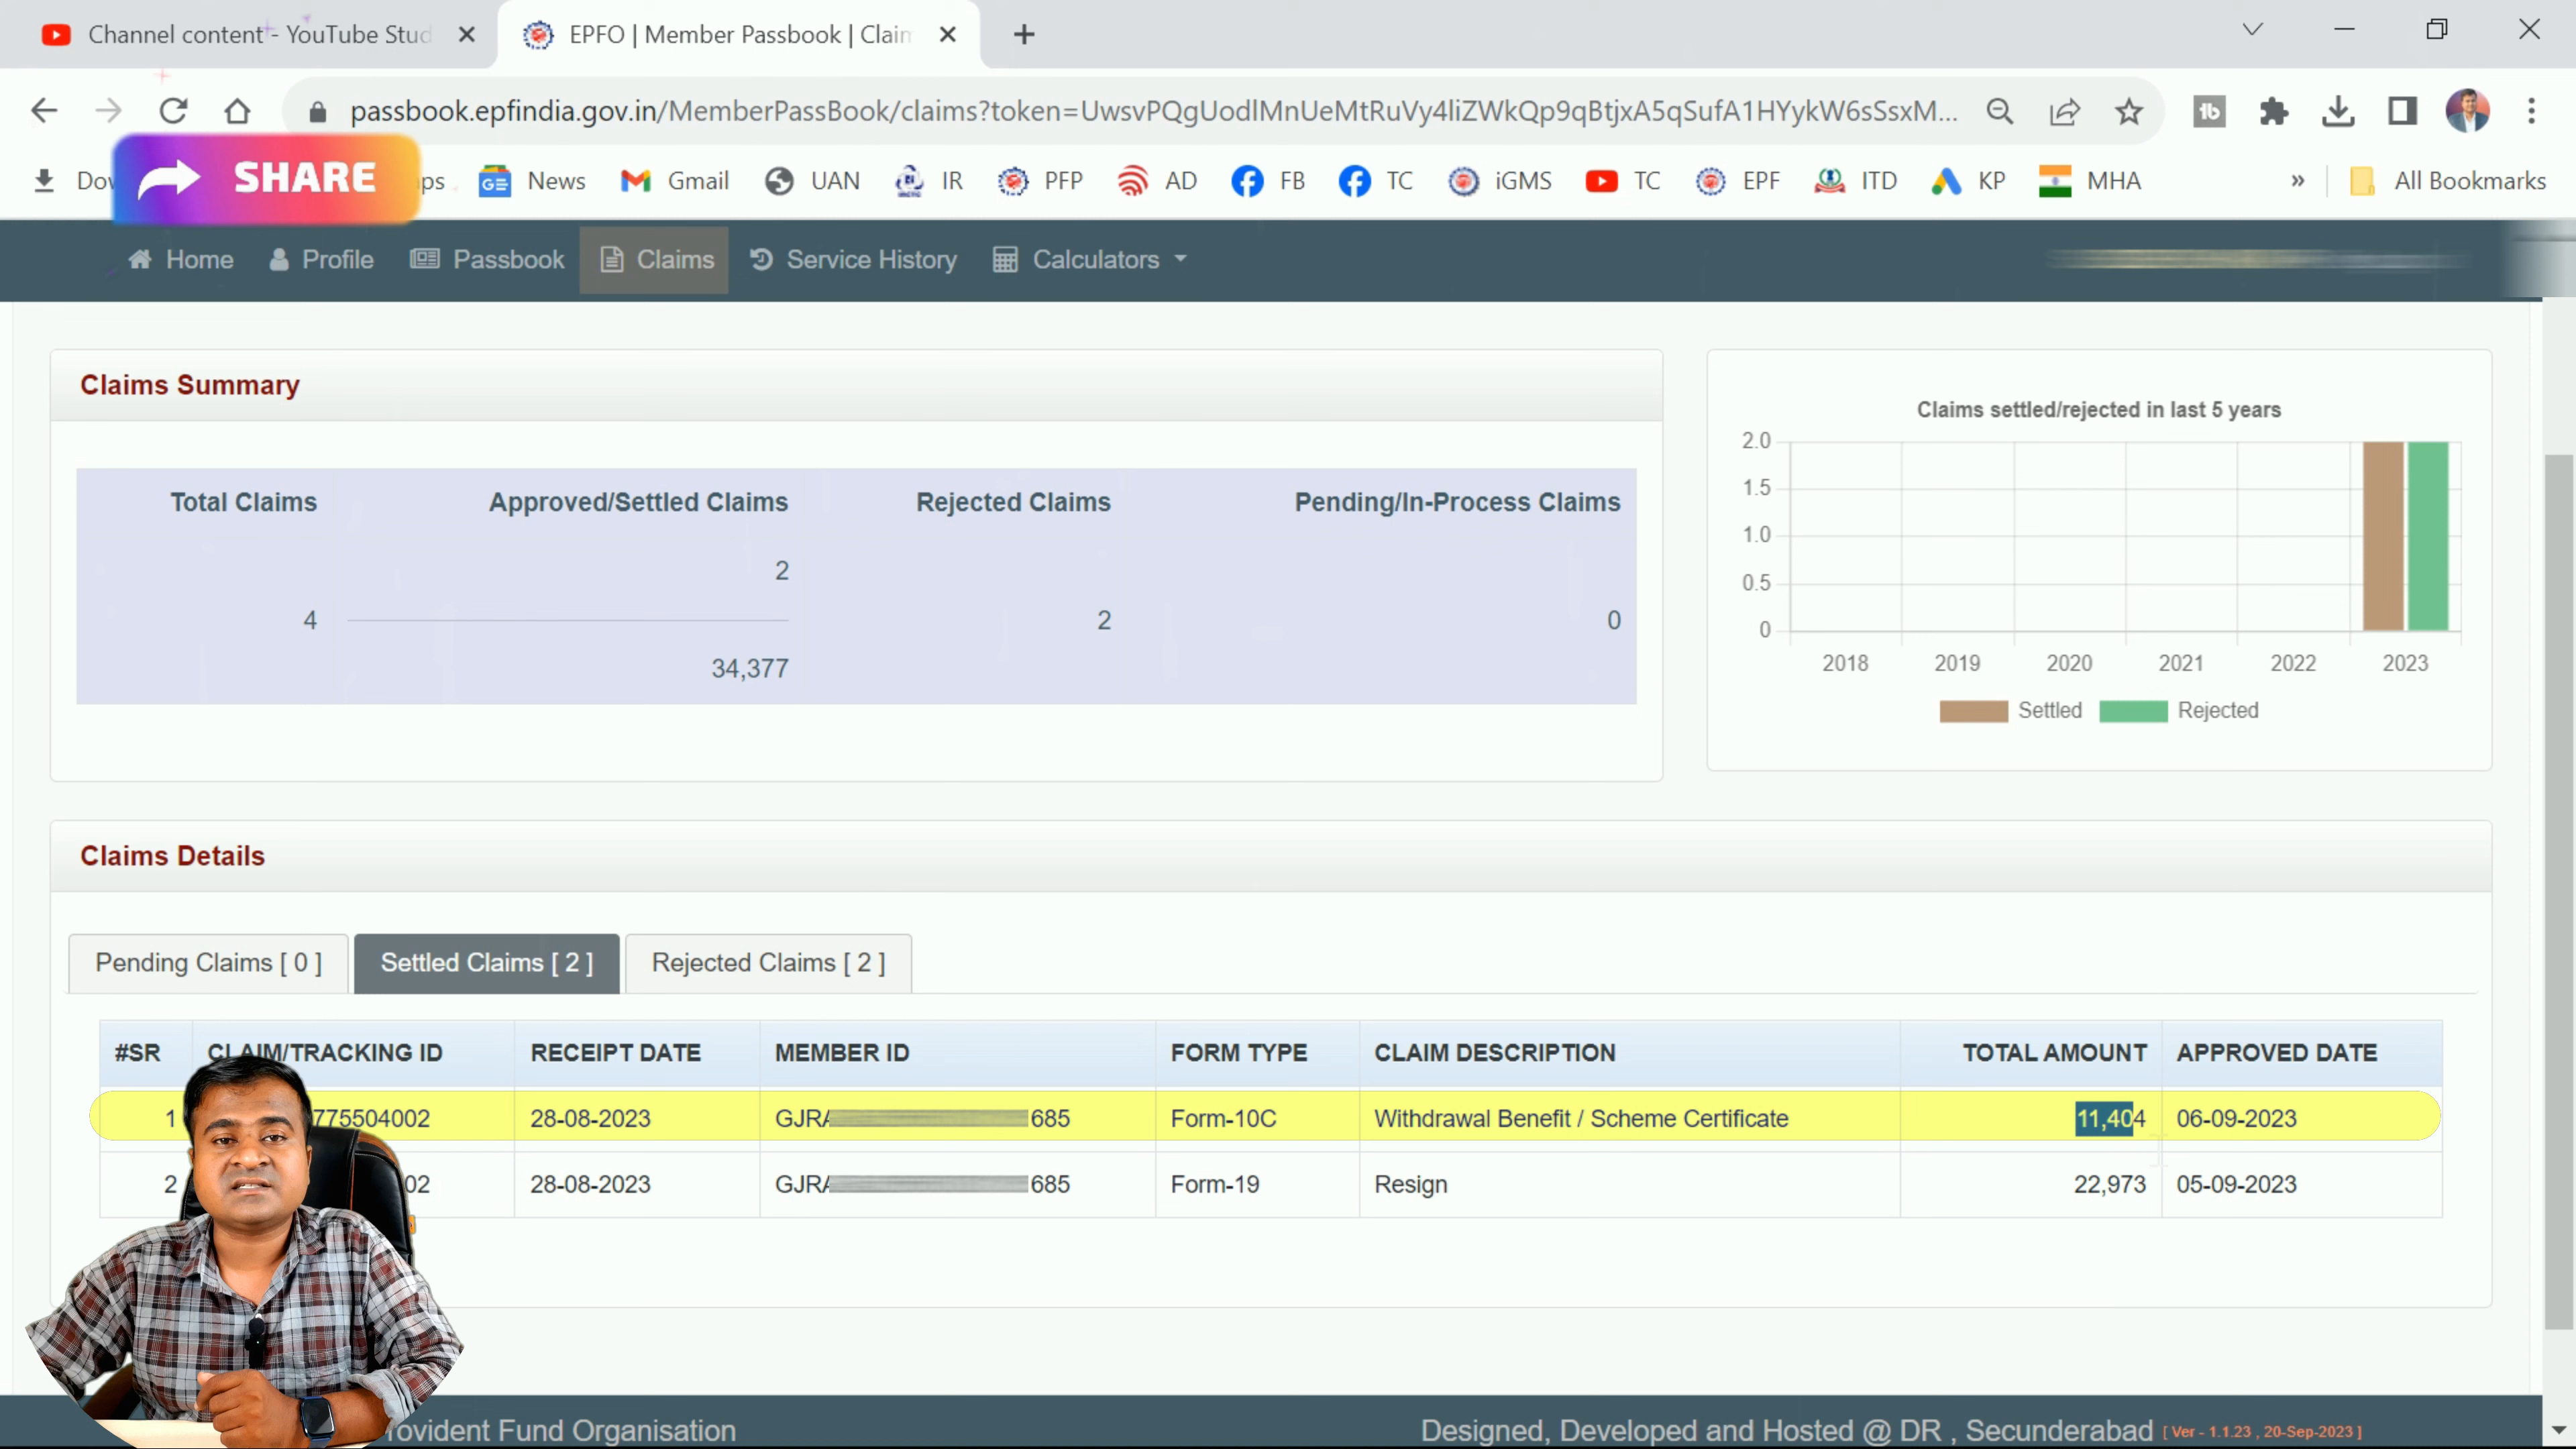 Channel content - YouTube Stud
EPFO | Member Passbook | Clain
passbook.epfindia.gov.in/MemberPassBook/claims?token=UwsvPQgUodlMnUeMtRuVy4liZWkQp9qBtjxA5qSufA1HYykW6sSsxM...
SHARE
News Gmail UAN IR PFP AD FB TC iGMS TC EPF ITD KP MHA » All Bookmarks
Home Profile Passbook Claims Service History Calculators
Claims Summary
Total Claims Approved/Settled Claims Rejected Claims Pending/In-Process Claims
2
4 2 0
34,377
Claims settled/rejected in last 5 years
2.0
1.5
1.0
0.5
0
2018 2019 2020 2021 2022 2023
Settled Rejected
Claims Details
Pending Claims [ 0 ] Settled Claims [ 2 ] Rejected Claims [ 2 ]
#SR CLAIM/TRACKING ID RECEIPT DATE MEMBER ID FORM TYPE CLAIM DESCRIPTION TOTAL AMOUNT APPROVED DATE
1 775504002 28-08-2023 GJRA 685 Form-10C Withdrawal Benefit / Scheme Certificate 11,404 06-09-2023
2 02 28-08-2023 GJRA 685 Form-19 Resign 22,973 05-09-2023
rovident Fund Organisation
Designed, Developed and Hosted @ DR , Secunderabad [ Ver - 1.1.23 , 20-Sep-2023 ]